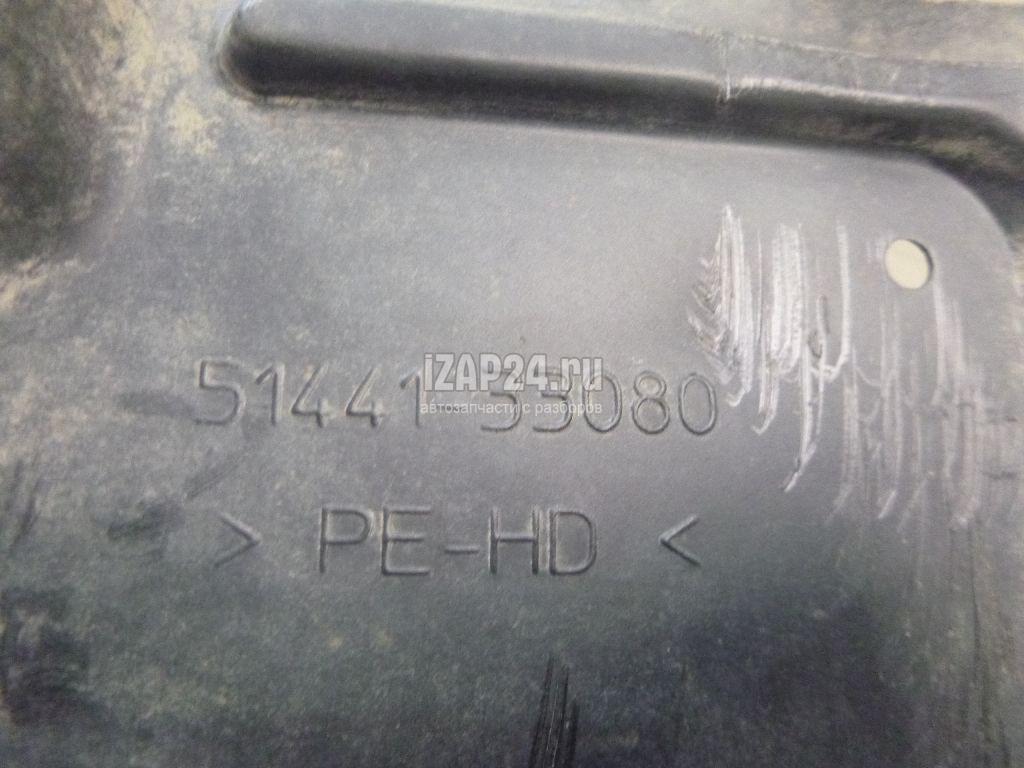 51441-53080
iZAP24.ru
автозапчасти с разборов
> PE-HD <